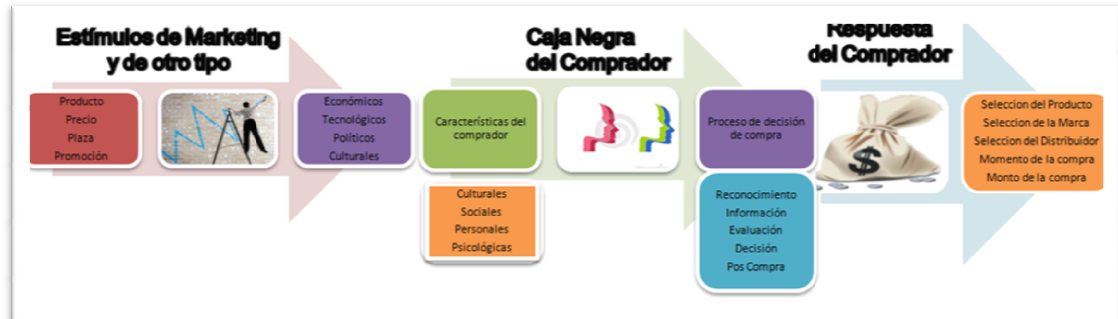 Estímulos de Marketing
y de otro tipo
Producto
Precio
Plaza
Promoción
Económicos
Tecnológicos
Políticos
Culturales
Caja Negra
del Comprador
Características del
comprador
Culturales
Sociales
Personales
Psicológicas
Proceso de decisión
de compra
Reconocimiento
Información
Evaluación
Decisión
Pos Compra
Respuesta
del Comprador
$
Seleccion del Producto
Seleccion de la Marca
Seleccion del Distribuidor
Momento de la compra
Monto de la compra